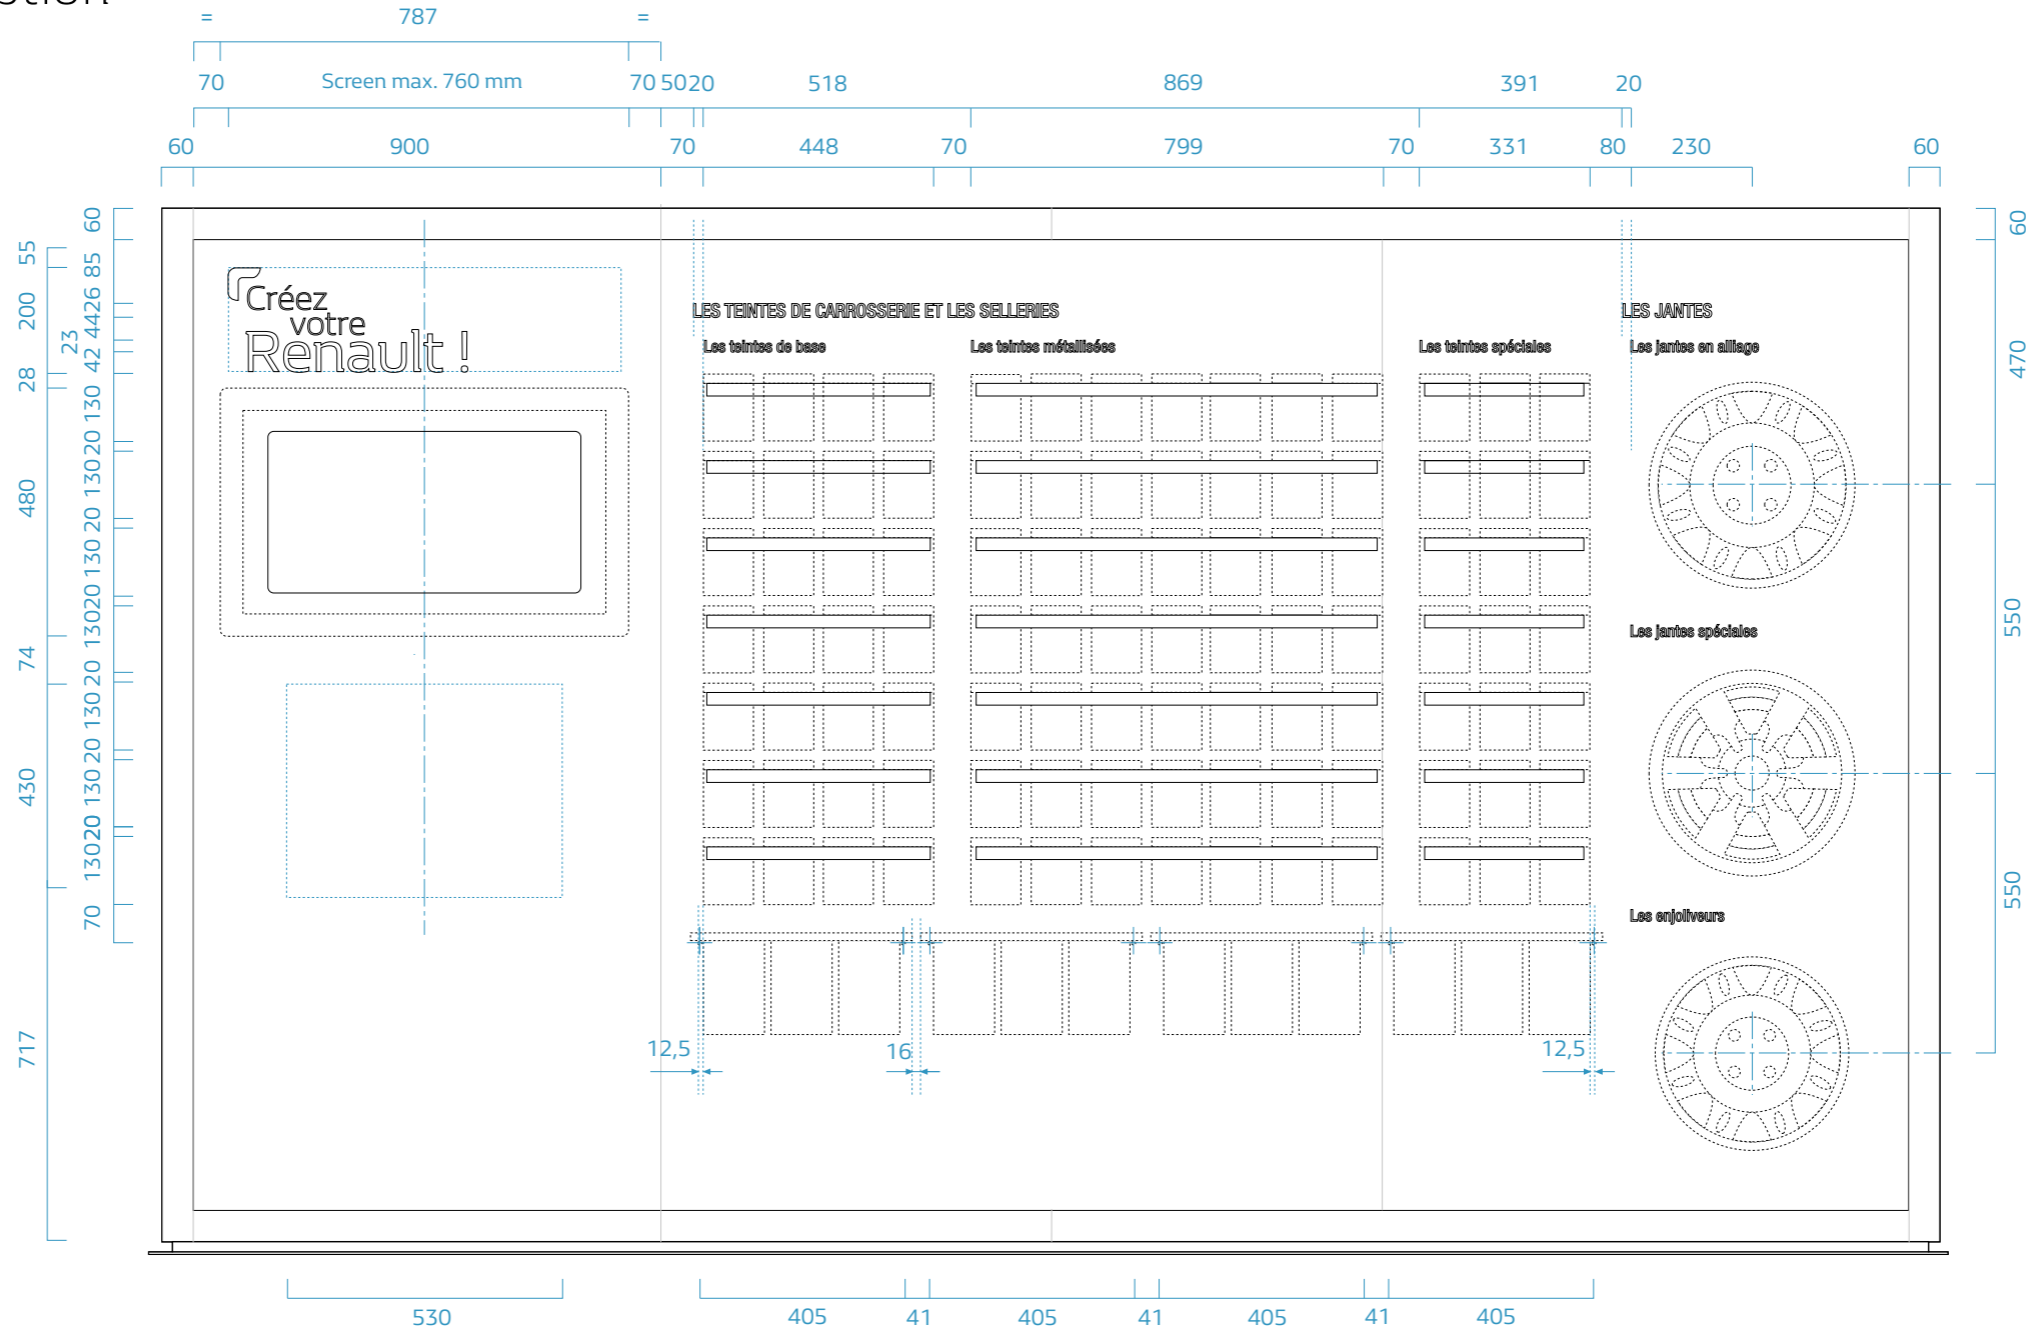 = 787 =
70 Screen max. 760 mm 70 50 20 518 869 391 20
60 900 70 448 70 799 70 331 80 230 60
55
200
23
28
480
74
430
717
60
85
26
44
42
130
20
130
20
130
20
130
20
130
20
130
20
130
70
Créez
votre
Renault !
LES TEINTES DE CARROSSERIE ET LES SELLERIES
LES JANTES
Les teintes de base
Les teintes métallisées
Les teintes spéciales
Les jantes en alliage
Les jantes spéciales
Les enjoliveurs
60
470
550
550
12,5 16 12,5
530 405 41 405 41 405 41 405